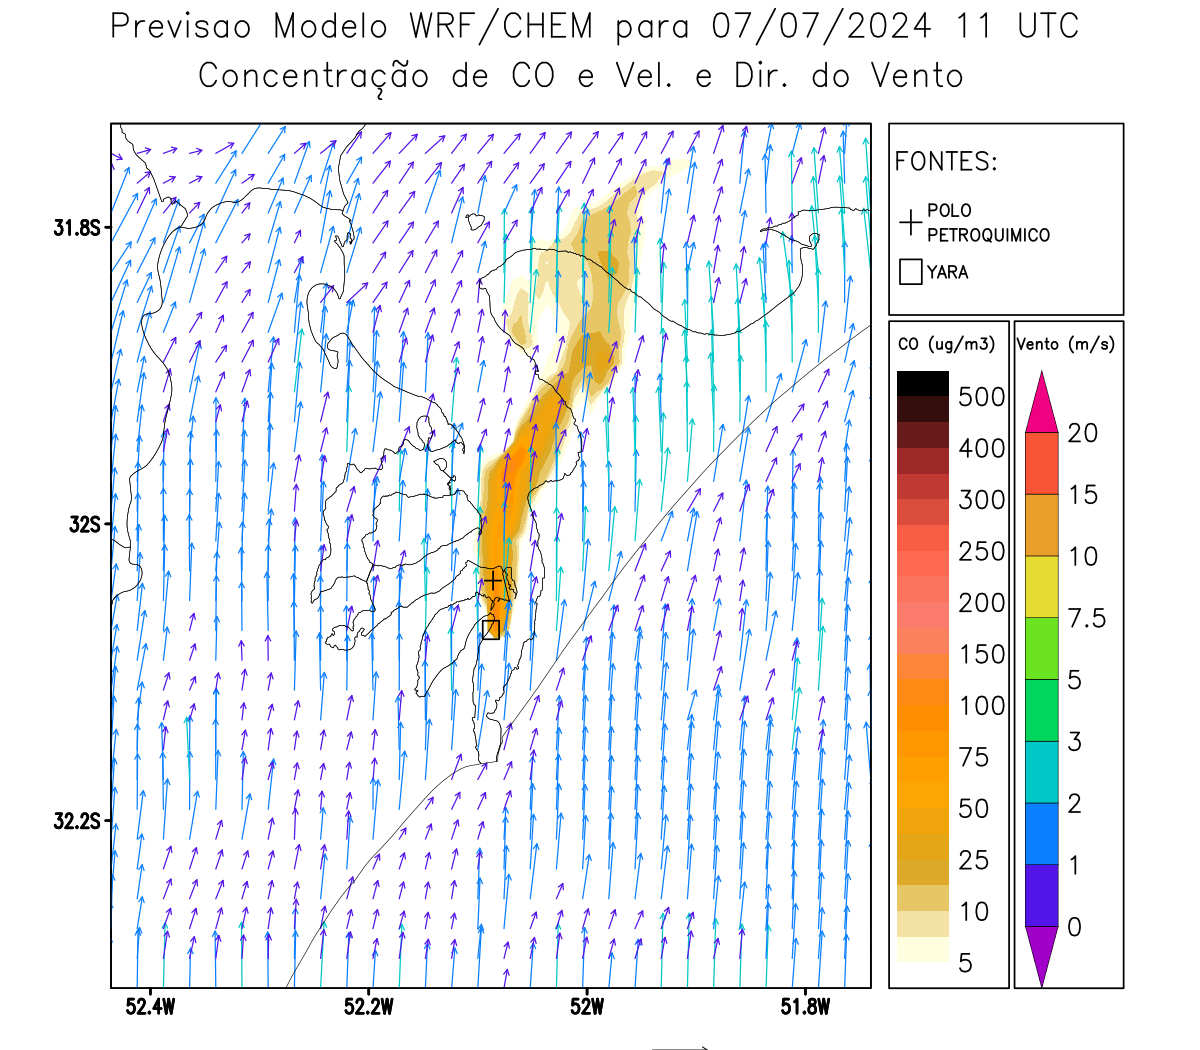 Previsao Modelo WRF/CHEM para 07/07/2024 11 UTC
Concentração de CO e Vel. e Dir. do Vento
FONTES:
POLO
PETROQUIMICO
YARA
CO (ug/m3)
500
400
300
250
200
150
100
75
50
25
10
5
Vento (m/s)
20
15
10
7.5
5
3
2
1
0
31.8S
32S
32.2S
52.4W
52.2W
52W
51.8W